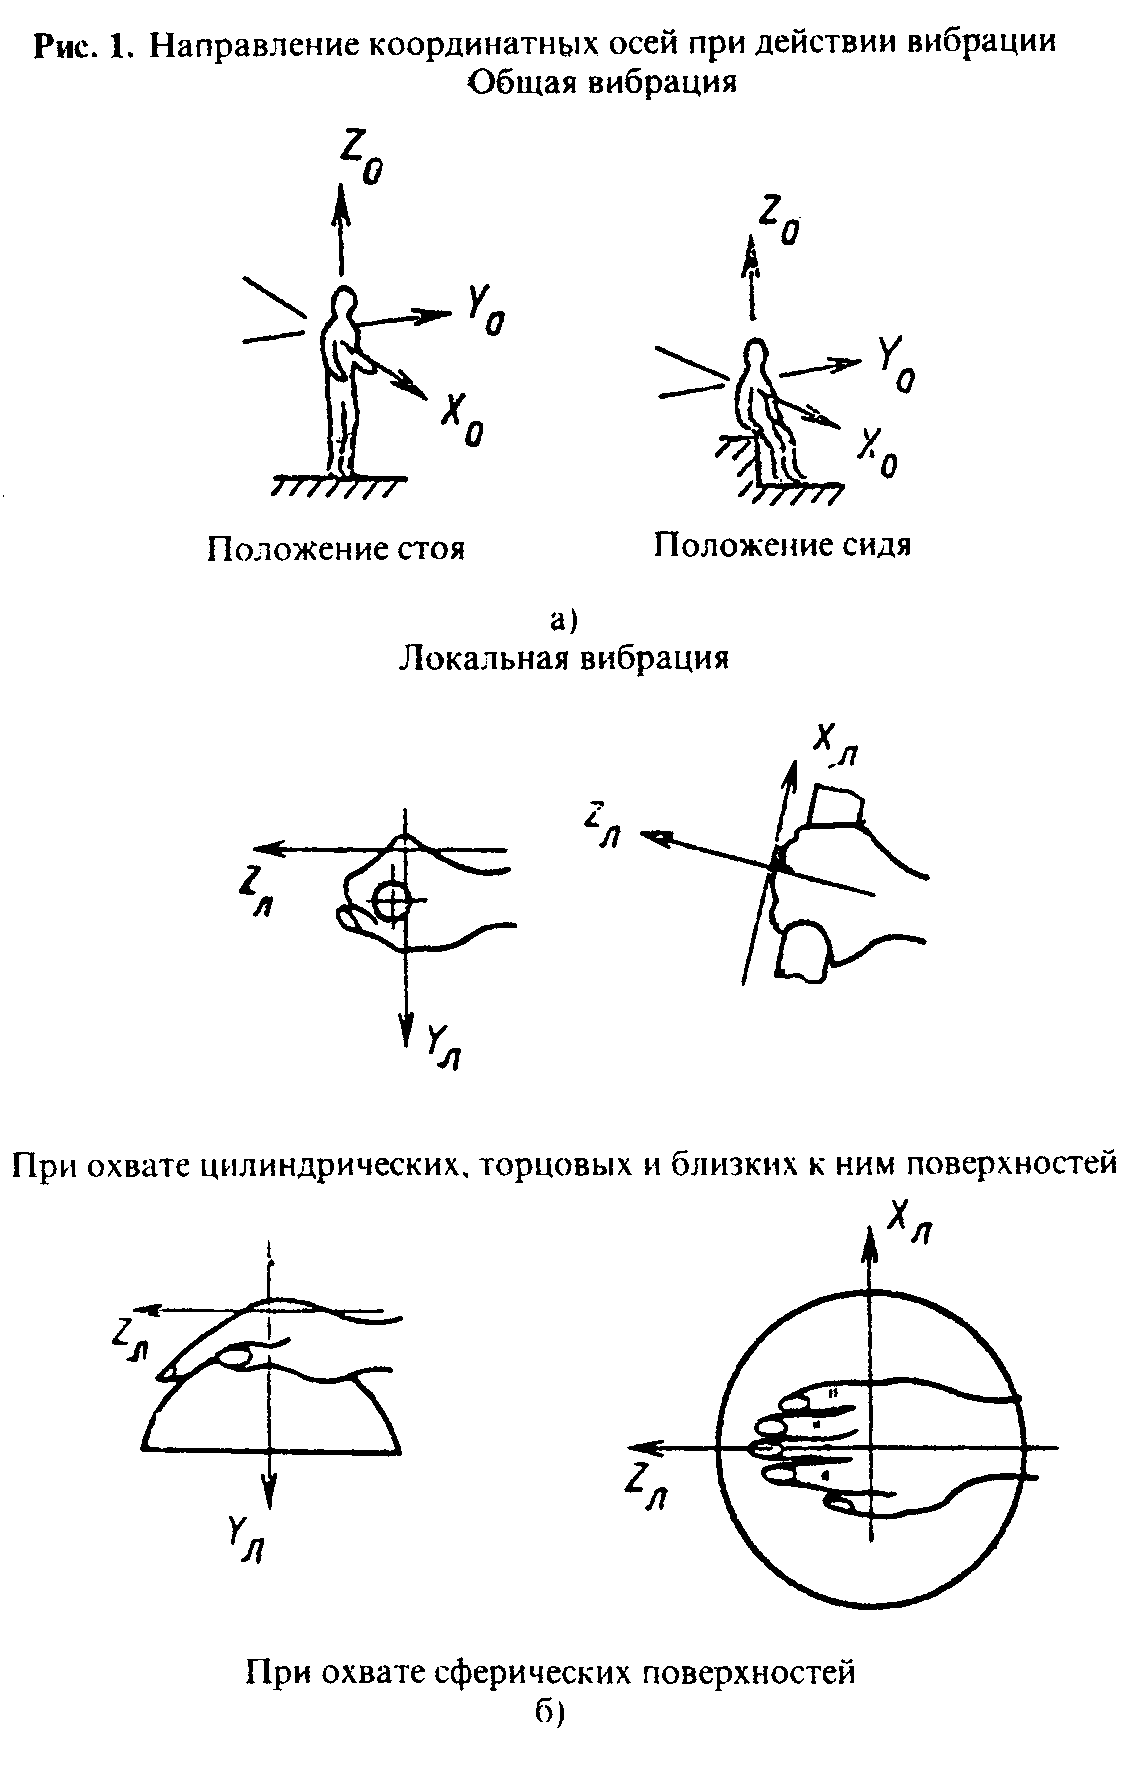 Рис. 1. Направление координатных осей при действии вибрации
Общая вибрация
Z₀
Y₀
X₀
Z₀
Y₀
X₀
Положение стоя
Положение сидя
а)
Локальная вибрация
Zл
Yл
Xл
Zл
При охвате цилиндрических, торцовых и близких к ним поверхностей
Zл
Yл
Xл
Zл
При охвате сферических поверхностей
б)